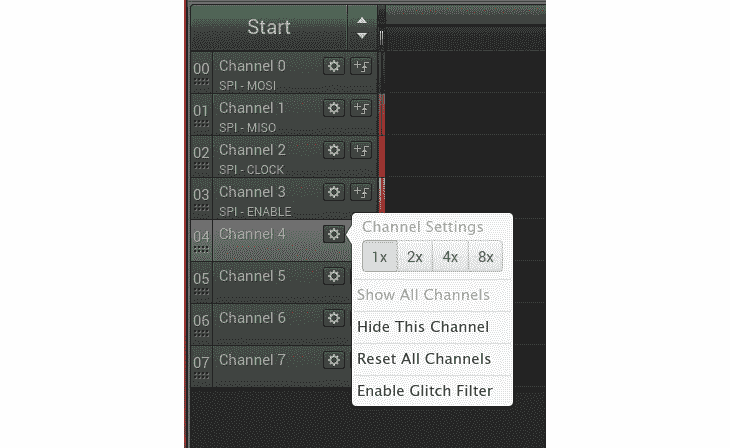 Start
00 Channel 0
SPI - MOSI
01 Channel 1
SPI - MISO
02 Channel 2
SPI - CLOCK
03 Channel 3
SPI - ENABLE
04 Channel 4
05 Channel 5
06 Channel 6
07 Channel 7
Channel Settings
1x 2x 4x 8x
Show All Channels
Hide This Channel
Reset All Channels
Enable Glitch Filter